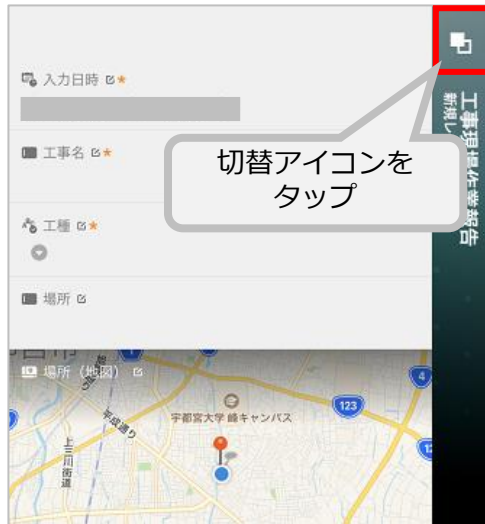 入力日時
工事名
工種
場所
場所（地図）
切替アイコンを
タップ
工事現場作業報告
新規レ
宇都宮大学 峰キャンパス
平成通り
上三川街道
123
4